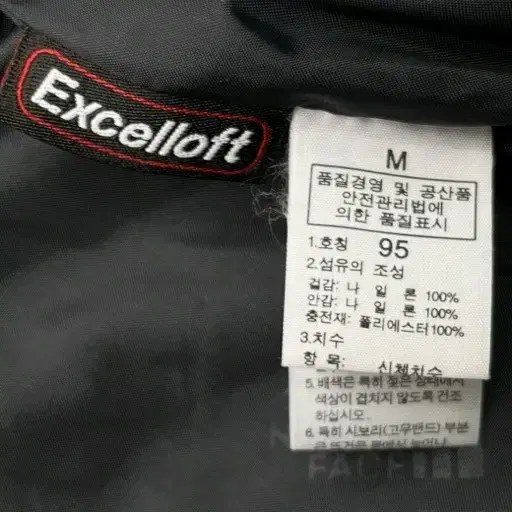 Excelloft
M
품질경영 및 공산품
안전관리법에
의한 품질표시
1.호칭 95
2.섬유의 조성
겉감: 나 일 론 100%
안감: 나 일 론 100%
충전재: 폴리에스터100%
3.치수
항 목: 신체치수
5. 배색은 특히 젖은 상태에서
색상이 겹치지 않도록 건조
하십시오.
6. 특히 시보리(고무밴드) 부분
FACE